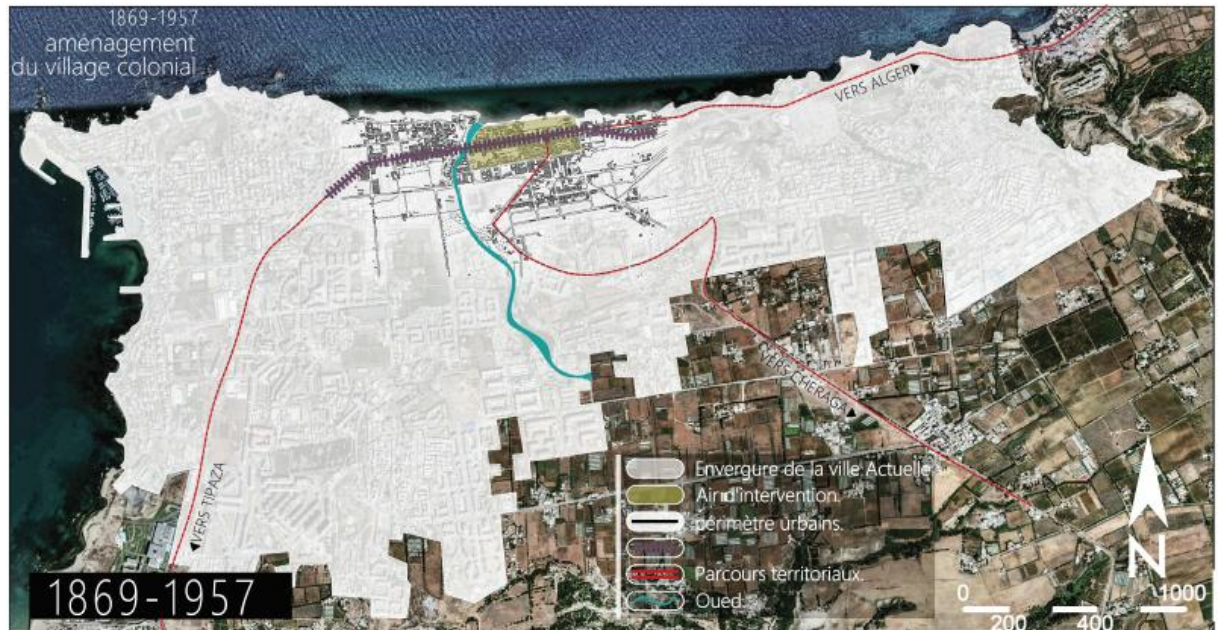 1869-1957
aménagement
du village colonial
VERS ALGER
VERS CHERAGA
VERS TIPAZA
Envergure de la ville Actuelle
Air d'intervention.
périmètre urbains.
Parcours territoriaux.
Oued
1869-1957
N
0 1000
200 400